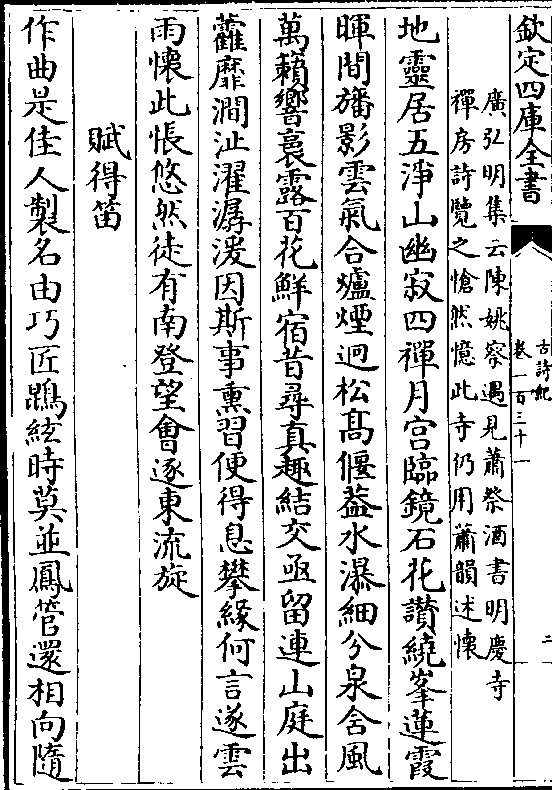 欽定四庫全書
古詩紀
卷一百三十一
二
廣弘明集云陳姚察遇見蕭祭酒書明慶寺
禪房詩覽之愴然憶此寺仍用蕭韻述懷
地靈居五淨山幽寂四禪月宫臨鏡石花讃繞峯蓮霞
暉間旛影雲氣合爐煙迥松髙偃葢水瀑細分泉含風
萬籟響裛露百花鮮宿昔尋真趣結交亟留連山庭出
藿靡澗沚濯潺湲因斯事熏習便得息攀緣何言遂雲
雨懷此悵悠然徒有南登望會逐東流旋
賦得笛
作曲是佳人製名由巧匠鵾絃時莫並鳳管還相向隨